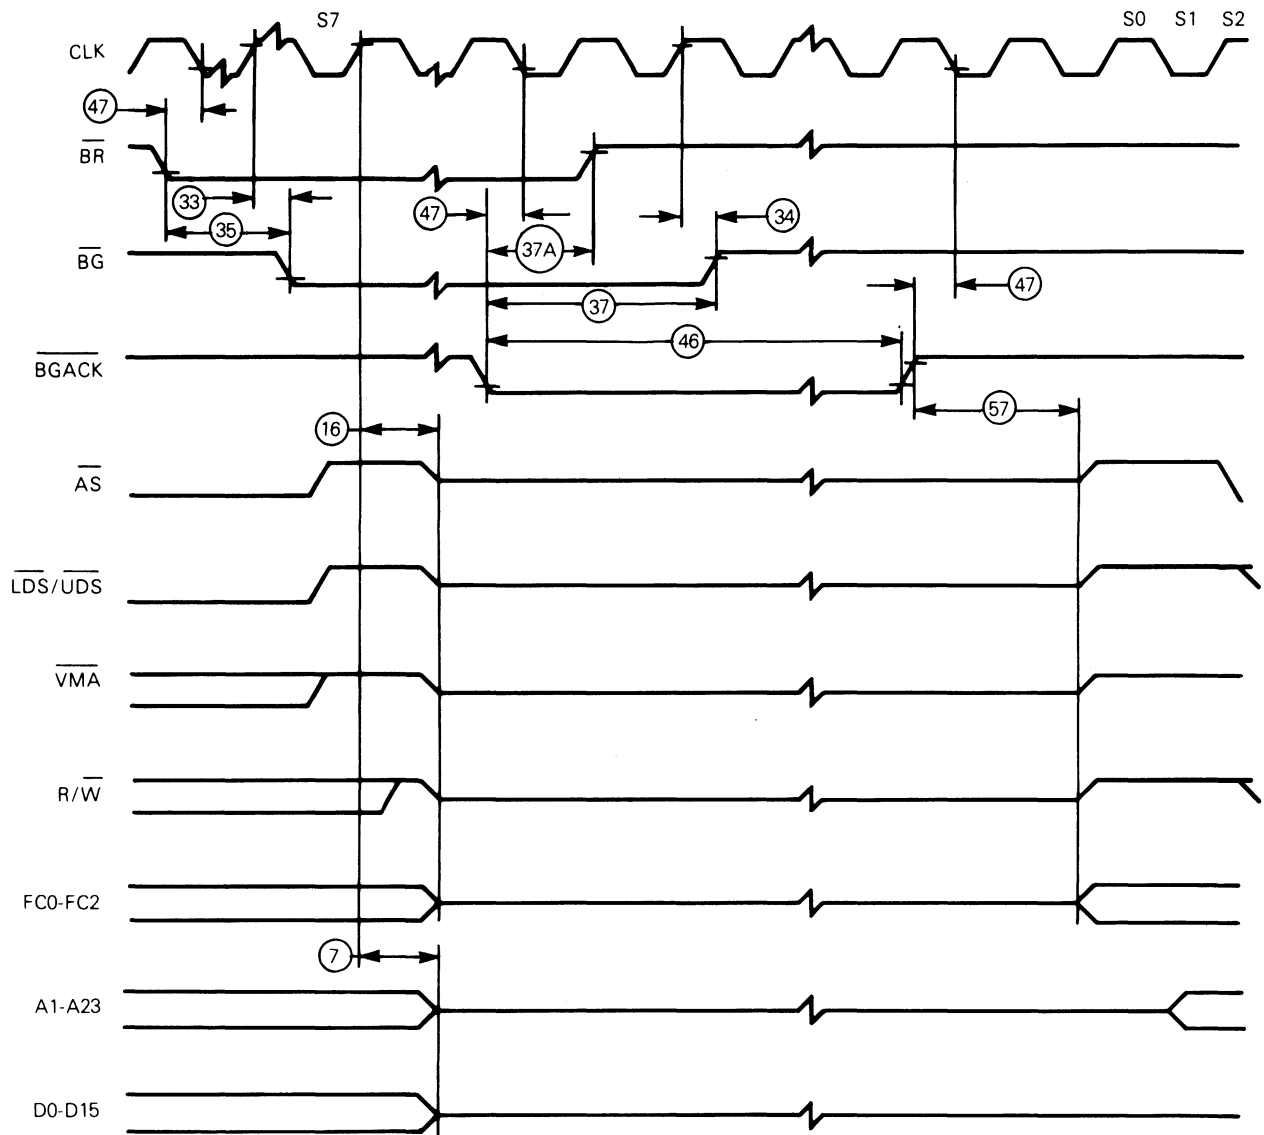 S7
S0 S1 S2
CLK
47
BR
33
35
47
37A
34
BG
37
47
46
BGACK
57
16
AS
LDS/UDS
VMA
R/W
FC0-FC2
7
A1-A23
D0-D15